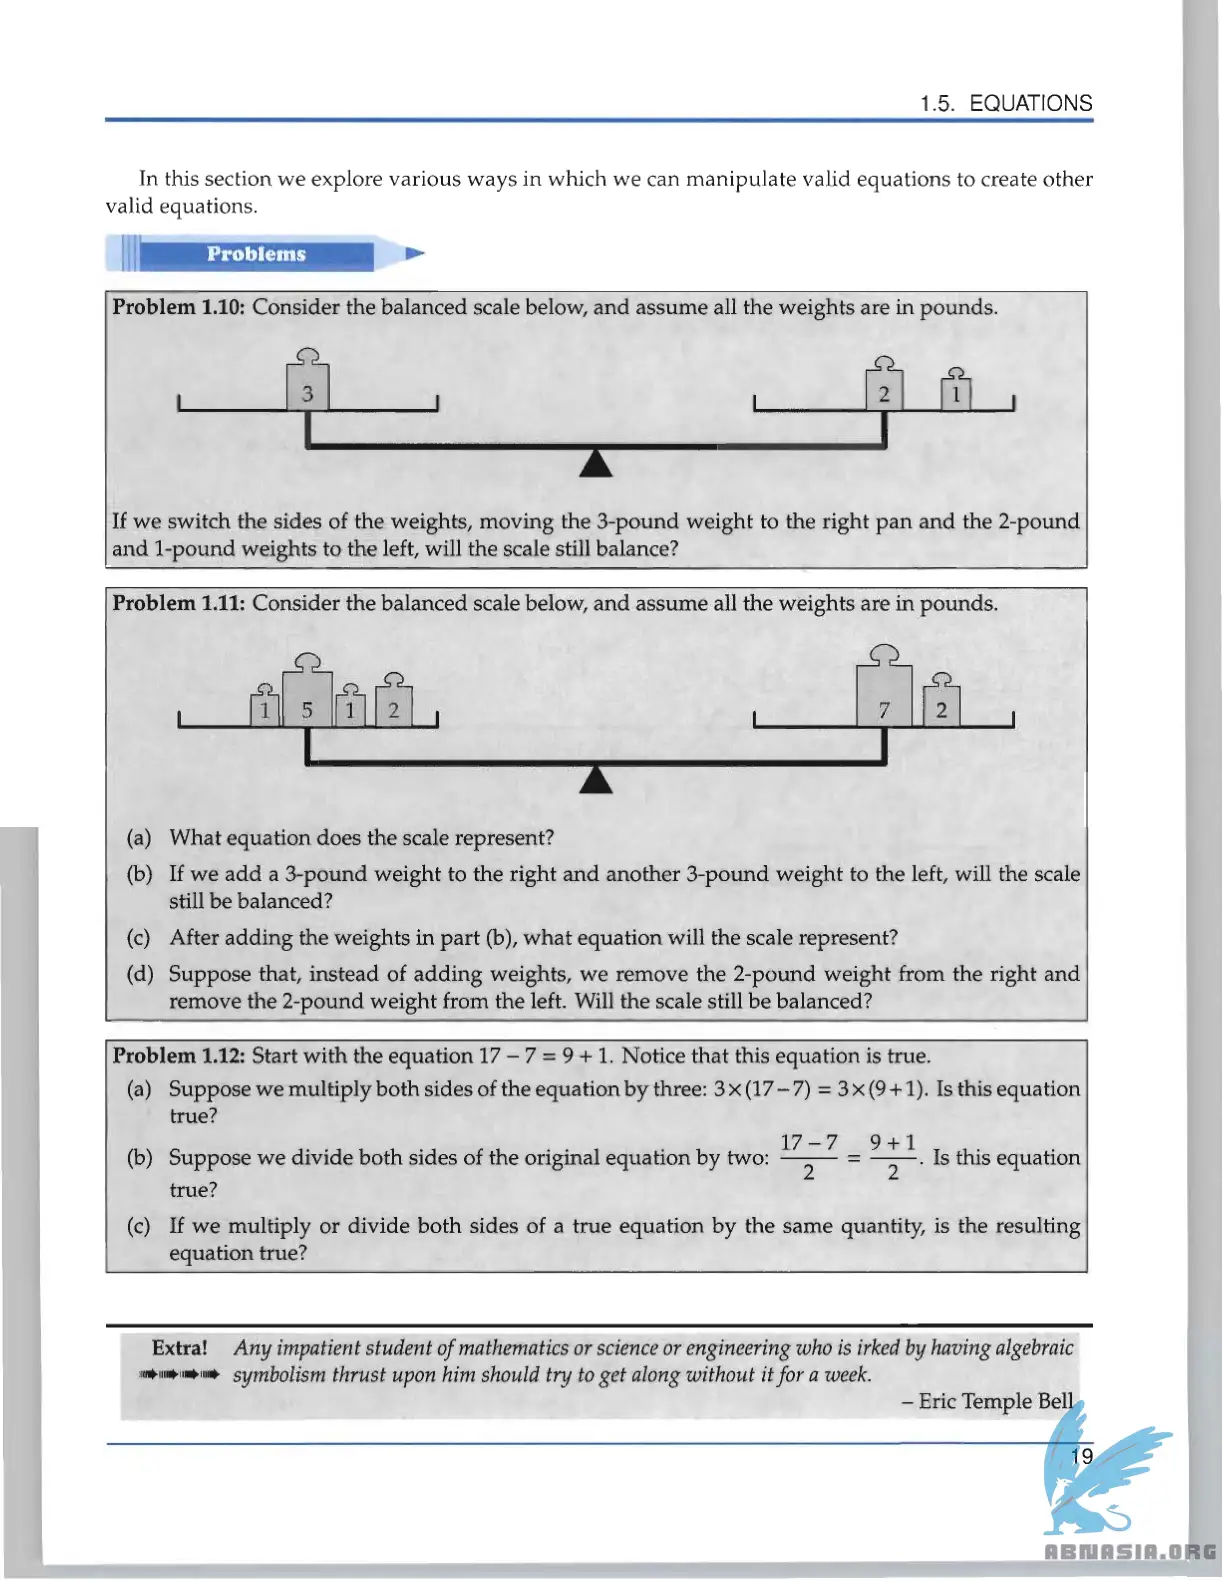 1.5. EQUATIONS
In this section we explore various ways in which we can manipulate valid equations to create other
valid equations.
Problems
Problem 1.10: Consider the balanced scale below, and assume all the weights are in pounds.
3 2 1
If we switch the sides of the weights, moving the 3-pound weight to the right pan and the 2-pound
and 1-pound weights to the left, will the scale still balance?
Problem 1.11: Consider the balanced scale below, and assume all the weights are in pounds.
1 5 1 2 7 2
(a) What equation does the scale represent?
(b) If we add a 3-pound weight to the right and another 3-pound weight to the left, will the scale
still be balanced?
(c) After adding the weights in part (b), what equation will the scale represent?
(d) Suppose that, instead of adding weights, we remove the 2-pound weight from the right and
remove the 2-pound weight from the left. Will the scale still be balanced?
Problem 1.12: Start with the equation 17 – 7 = 9 + 1. Notice that this equation is true.
(a) Suppose we multiply both sides of the equation by three: 3×(17–7) = 3×(9+1). Is this equation
true?
(b) Suppose we divide both sides of the original equation by two: (17 – 7)/2 = (9 + 1)/2. Is this equation
true?
(c) If we multiply or divide both sides of a true equation by the same quantity, is the resulting
equation true?
Extra! Any impatient student of mathematics or science or engineering who is irked by having algebraic
symbolism thrust upon him should try to get along without it for a week.
– Eric Temple Bell
19
ABNASIA.ORG